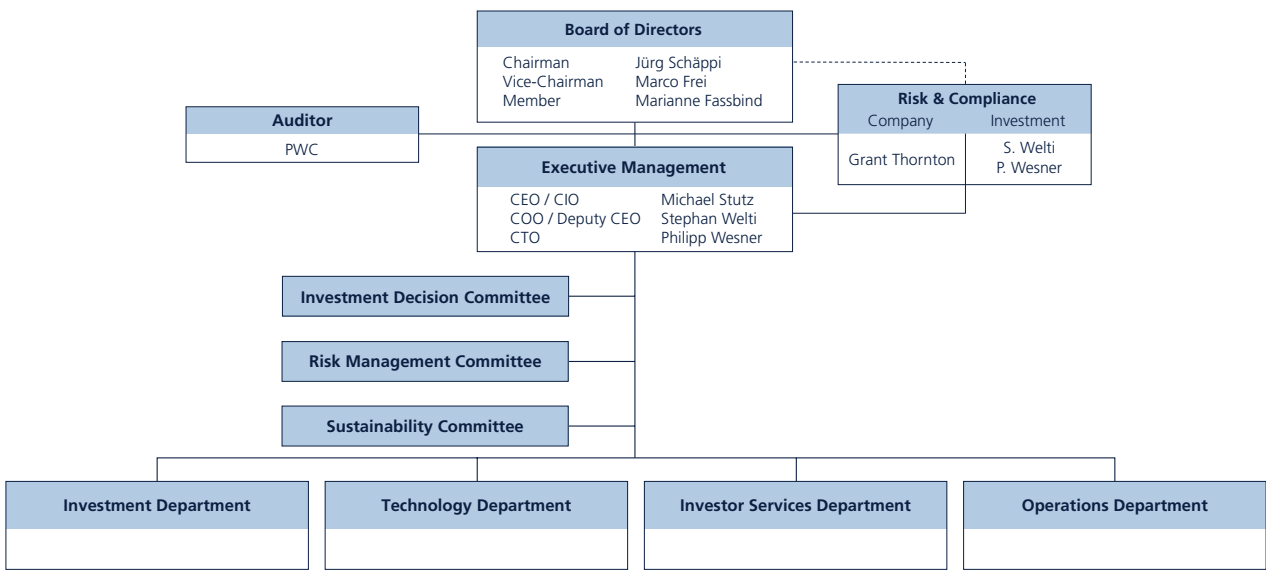 Board of Directors
Chairman Jürg Schäppi
Vice-Chairman Marco Frei
Member Marianne Fassbind
Risk & Compliance
Company Investment
Grant Thornton
S. Welti
P. Wesner
Auditor
PWC
Executive Management
CEO / CIO Michael Stutz
COO / Deputy CEO Stephan Welti
CTO Philipp Wesner
Investment Decision Committee
Risk Management Committee
Sustainability Committee
Investment Department
Technology Department
Investor Services Department
Operations Department